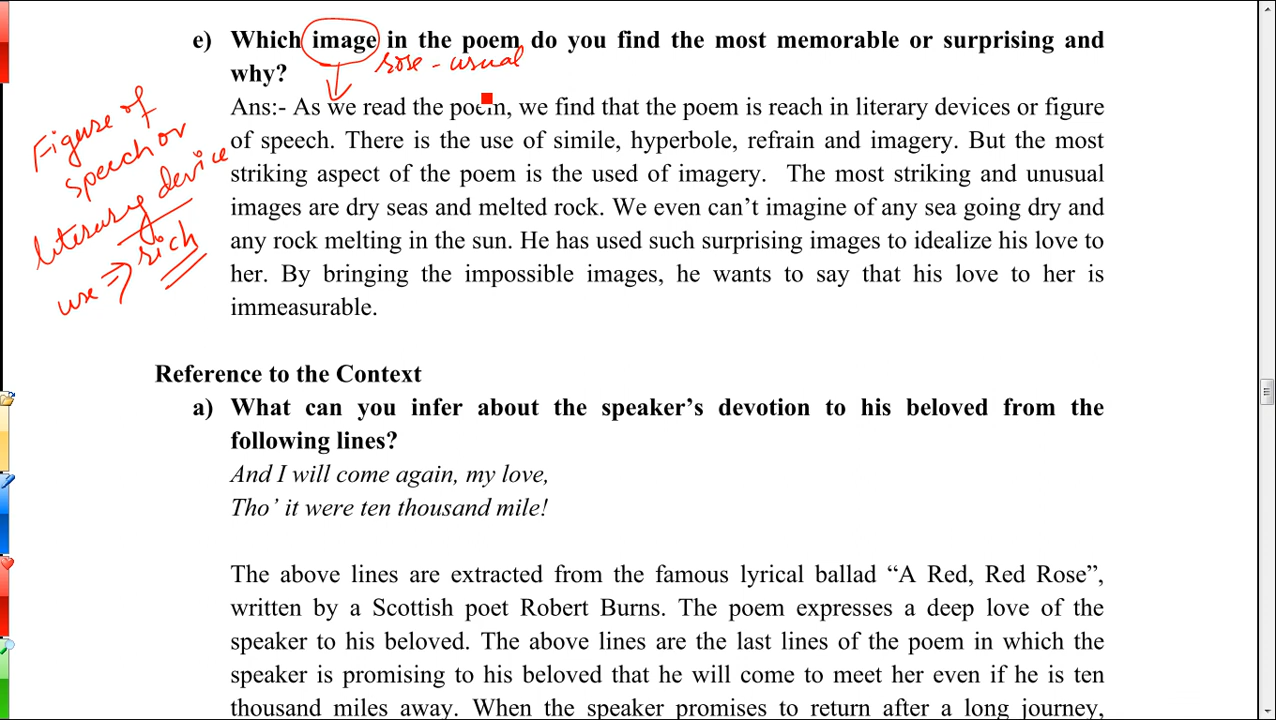 e) Which image in the poem do you find the most memorable or surprising and
why?
rose - usual
Ans:- As we read the poem, we find that the poem is reach in literary devices or figure
of speech. There is the use of simile, hyperbole, refrain and imagery. But the most
striking aspect of the poem is the used of imagery. The most striking and unusual
images are dry seas and melted rock. We even can't imagine of any sea going dry and
any rock melting in the sun. He has used such surprising images to idealize his love to
her. By bringing the impossible images, he wants to say that his love to her is
immeasurable.
Figure of
speech or
literary device
use => rich
Reference to the Context
a) What can you infer about the speaker's devotion to his beloved from the
following lines?
And I will come again, my love,
Tho' it were ten thousand mile!
The above lines are extracted from the famous lyrical ballad “A Red, Red Rose”,
written by a Scottish poet Robert Burns. The poem expresses a deep love of the
speaker to his beloved. The above lines are the last lines of the poem in which the
speaker is promising to his beloved that he will come to meet her even if he is ten
thousand miles away. When the speaker promises to return after a long journey,